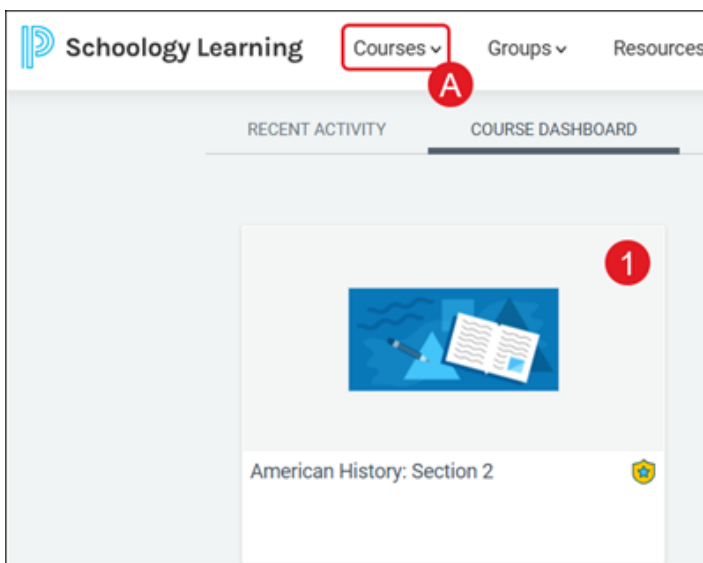 Schoology Learning Courses Groups Resources
A
RECENT ACTIVITY COURSE DASHBOARD
1
American History: Section 2